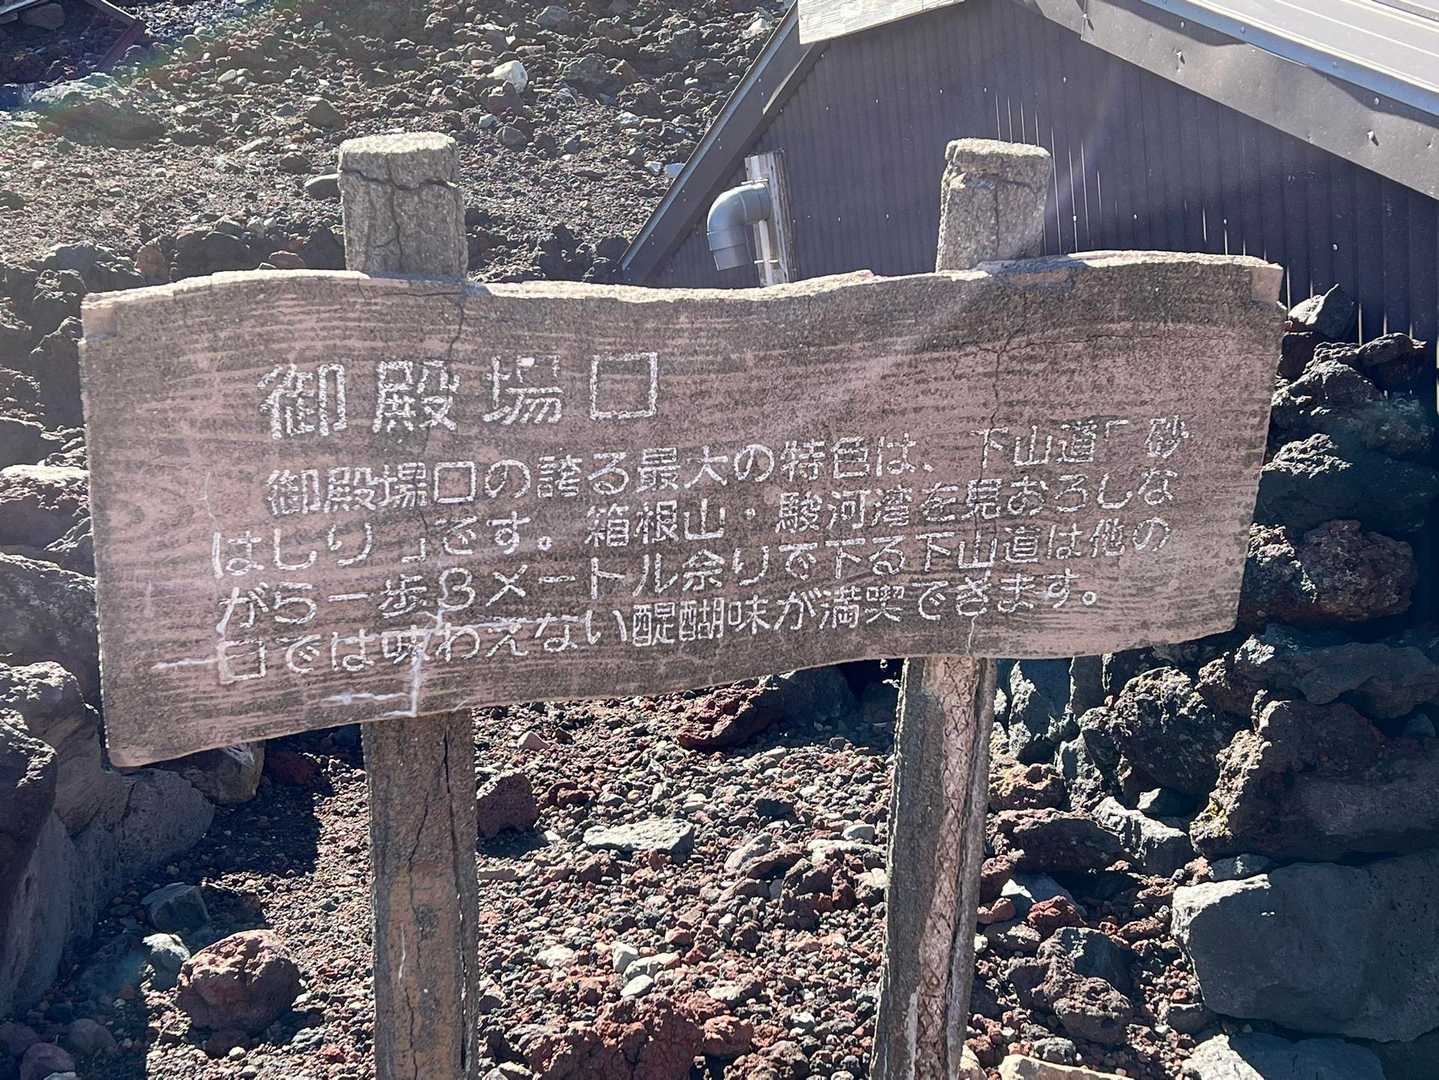 御殿場口
御殿場口の誇る最大の特色は、下山道「砂
はしり」です。箱根山・駿河湾を見おろしな
がら一歩3メートル余りで下る下山道は他の
口では味わえない醍醐味が満喫できます。